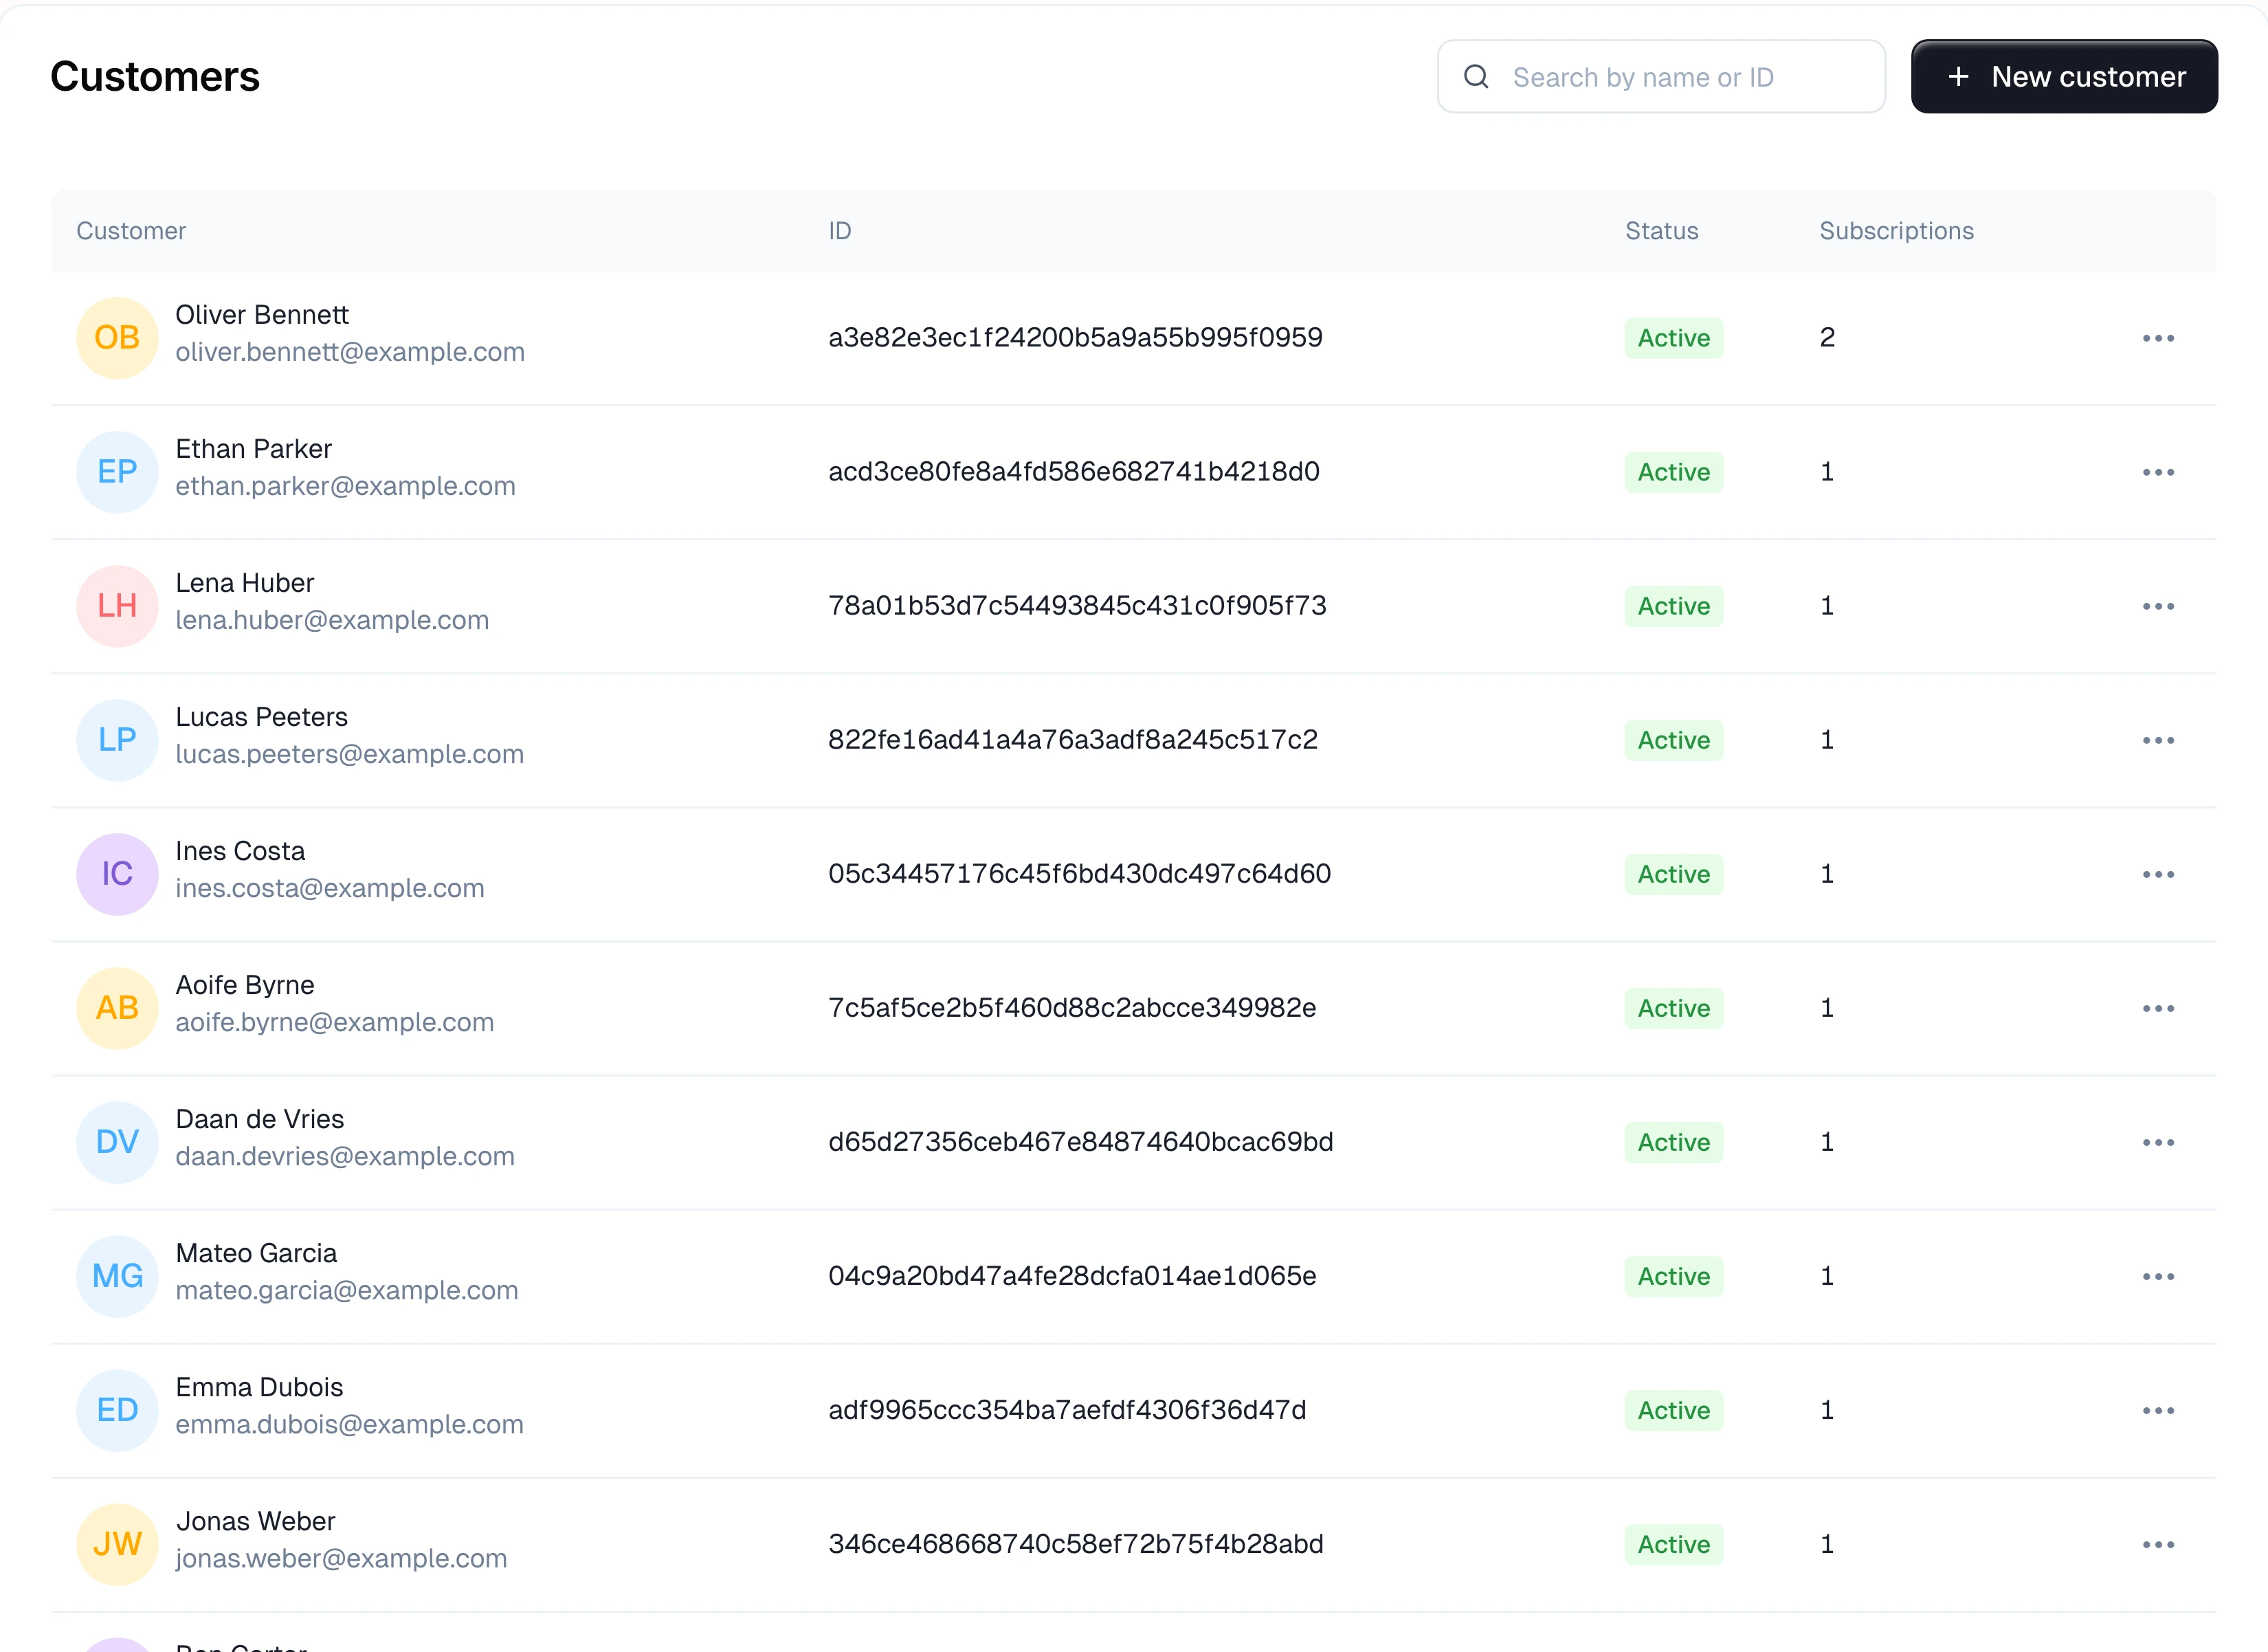 Customers
Search by name or ID
+ New customer
Customer ID Status Subscriptions
OB
Oliver Bennett
oliver.bennett@example.com
a3e82e3ec1f24200b5a9a55b995f0959 Active 2
EP
Ethan Parker
ethan.parker@example.com
acd3ce80fe8a4fd586e682741b4218d0 Active 1
LH
Lena Huber
lena.huber@example.com
78a01b53d7c54493845c431c0f905f73 Active 1
LP
Lucas Peeters
lucas.peeters@example.com
822fe16ad41a4a76a3adf8a245c517c2 Active 1
IC
Ines Costa
ines.costa@example.com
05c34457176c45f6bd430dc497c64d60 Active 1
AB
Aoife Byrne
aoife.byrne@example.com
7c5af5ce2b5f460d88c2abcce349982e Active 1
DV
Daan de Vries
daan.devries@example.com
d65d27356ceb467e84874640bcac69bd Active 1
MG
Mateo Garcia
mateo.garcia@example.com
04c9a20bd47a4fe28dcfa014ae1d065e Active 1
ED
Emma Dubois
emma.dubois@example.com
adf9965ccc354ba7aefdf4306f36d47d Active 1
JW
Jonas Weber
jonas.weber@example.com
346ce468668740c58ef72b75f4b28abd Active 1